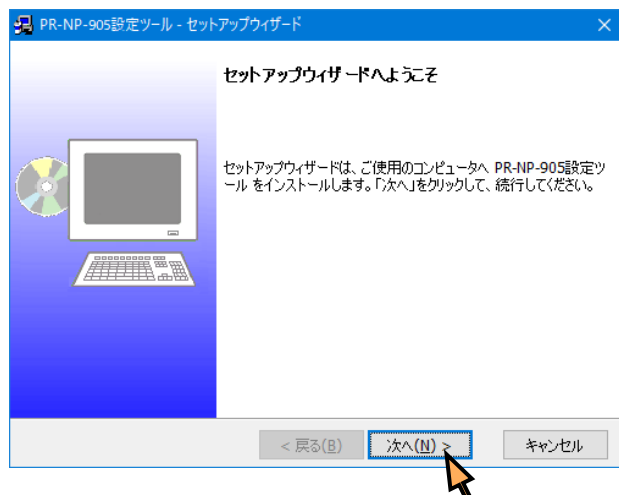 PR-NP-905設定ツール - セットアップウィザード
セットアップウィザードへようこそ
セットアップウィザードは、ご使用のコンピュータへ PR-NP-905設定ツ
ール をインストールします。「次へ」をクリックして、続行してください。
< 戻る(B)
次へ(N) >
キャンセル